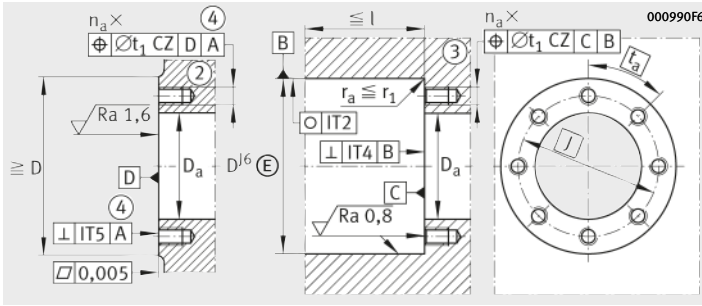 nₐ× ④
⌖ Øt₁ CZ D A
②
Ra 1,6
≧ D
D
Dₐ
④
⊥ IT5 A
⏥ 0,005
≦ l
B
③
rₐ ≦ r₁
○ IT2
⊥ IT4 B
Dᴶ⁶ Ⓔ
Dₐ
C
Ra 0,8
nₐ×
⌖ Øt₁ CZ C B
000990F6
tₐ
J